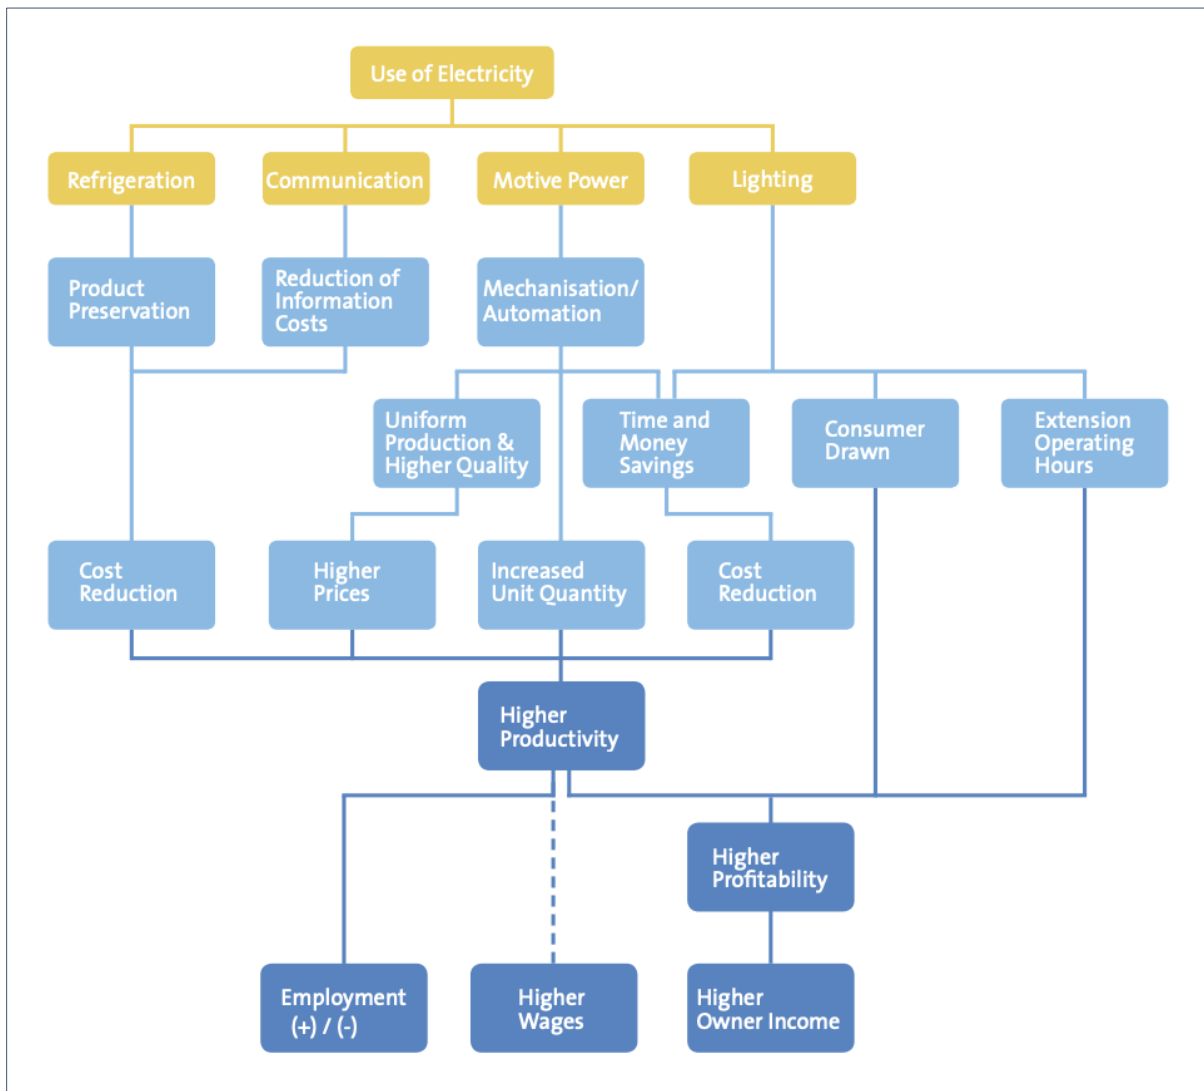 Use of Electricity
Refrigeration
Communication
Motive Power
Lighting
Product
Preservation
Reduction of
Information
Costs
Mechanisation/
Automation
Uniform
Production &
Higher Quality
Time and
Money
Savings
Consumer
Drawn
Extension
Operating
Hours
Cost
Reduction
Higher
Prices
Increased
Unit Quantity
Cost
Reduction
Higher
Productivity
Higher
Profitability
Employment
(+) / (-)
Higher
Wages
Higher
Owner Income